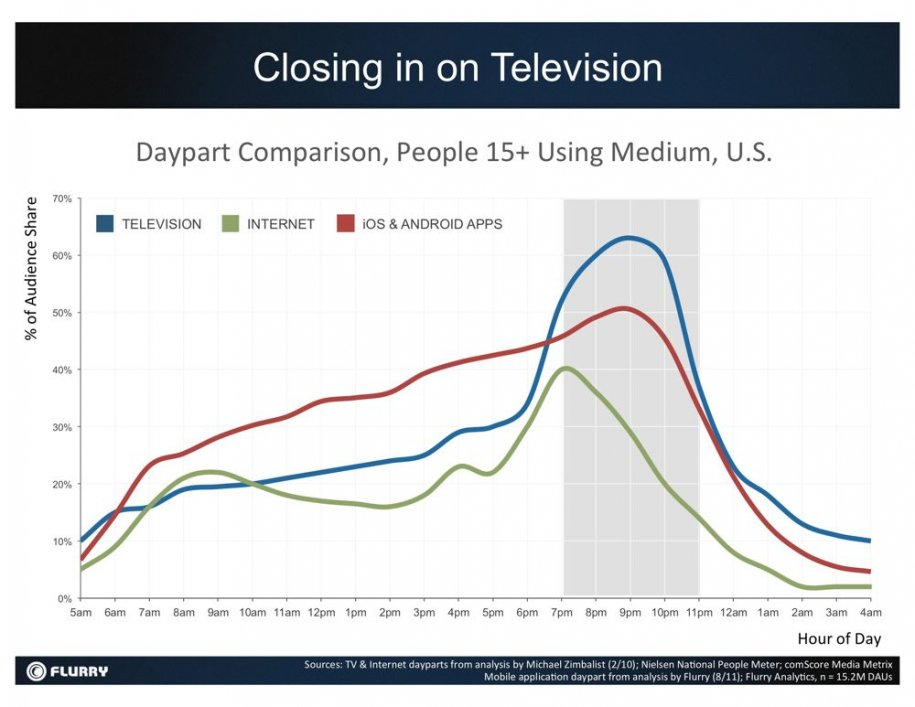 Closing in on Television
Daypart Comparison, People 15+ Using Medium, U.S.
% of Audience Share
70%
60%
50%
40%
30%
20%
10%
0%
TELEVISION INTERNET iOS & ANDROID APPS
5am 6am 7am 8am 9am 10am 11am 12pm 1pm 2pm 3pm 4pm 5pm 6pm 7pm 8pm 9pm 10pm 11pm 12am 1am 2am 3am 4am
Hour of Day
FLURRY
Sources: TV & Internet dayparts from analysis by Michael Zimbalist (2/10); Nielsen National People Meter; comScore Media Metrix
Mobile application daypart from analysis by Flurry (8/11); Flurry Analytics, n = 15.2M DAUs